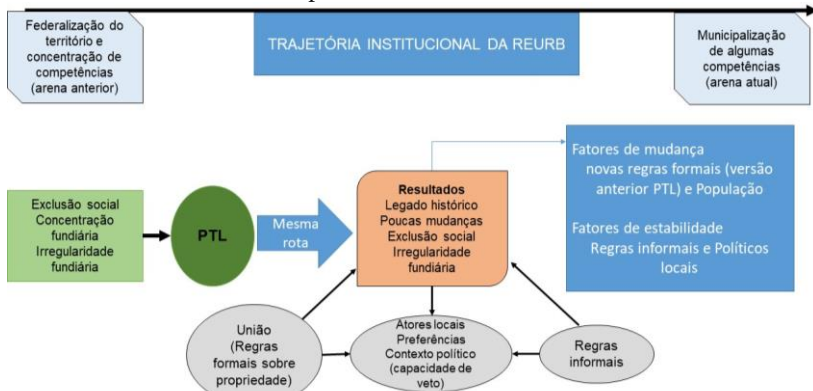 Federalização do
território e
concentração de
competências
(arena anterior)
TRAJETÓRIA INSTITUCIONAL DA REURB
Municipalização
de algumas
competências
(arena atual)
Exclusão social
Concentração
fundiária
Irregularidade
fundiária
PTL
Mesma
rota
Resultados
Legado histórico
Poucas mudanças
Exclusão social
Irregularidade
fundiária
Fatores de mudança
novas regras formais (versão
anterior PTL) e População
Fatores de estabilidade
Regras informais e Políticos
locais
União
(Regras
formais sobre
propriedade)
Atores locais
Preferências
Contexto político
(capacidade de
veto)
Regras
informais